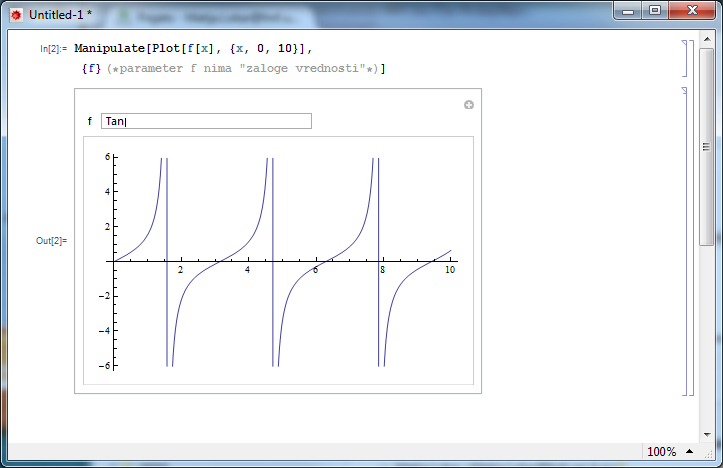 Untitled-1 *
In[2]:= Manipulate[Plot[f[x], {x, 0, 10}],
{f} (*parameter f nima "zaloge vrednosti"*)]
f Tan
Out[2]=
6
4
2
2 4 6 8 10
-2
-4
-6
100%